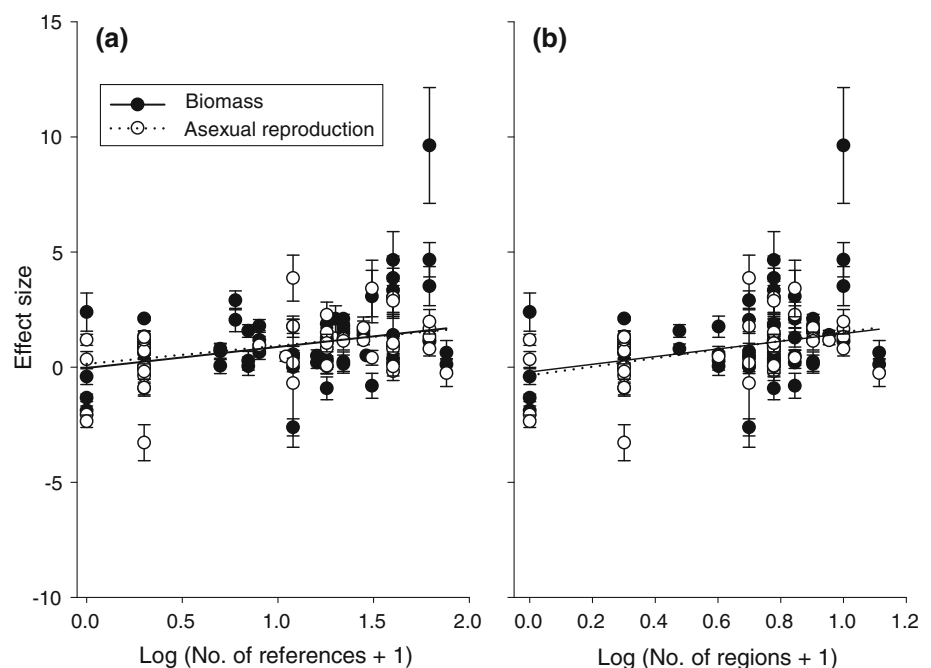 (a)
(b)
Biomass
Asexual reproduction
Effect size
15
10
5
0
-5
-10
0.0 0.5 1.0 1.5 2.0
0.0 0.2 0.4 0.6 0.8 1.0 1.2
Log (No. of references + 1)
Log (No. of regions + 1)